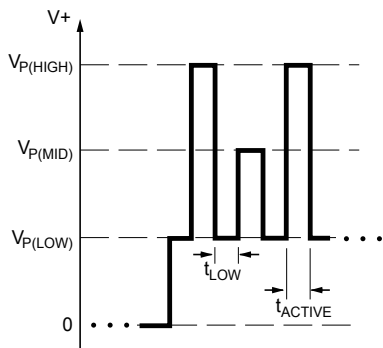 V+
VP(HIGH)
VP(MID)
VP(LOW)
tLOW
tACTIVE
0